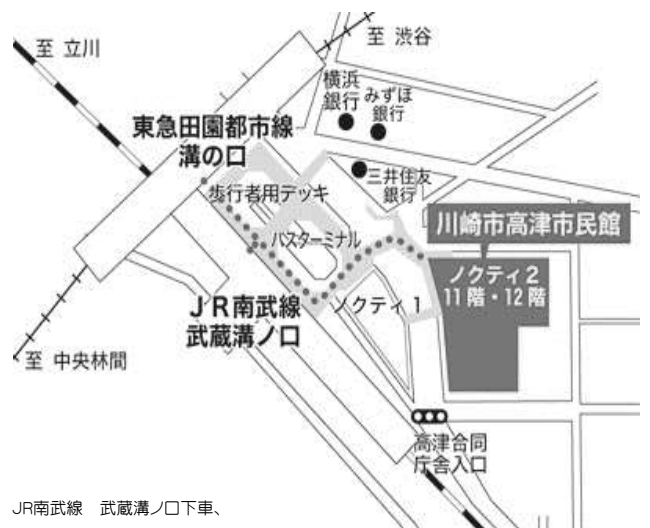 至 立川
至 渋谷
横浜
銀行
みずほ
銀行
東急田園都市線
溝の口
三井住友
銀行
歩行者用デッキ
川崎市高津市民館
バスターミナル
ノクティ2
11階・12階
JR南武線
武蔵溝ノ口
ノクティ1
至 中央林間
高津合同
庁舎入口
JR南武線　武蔵溝ノ口下車、